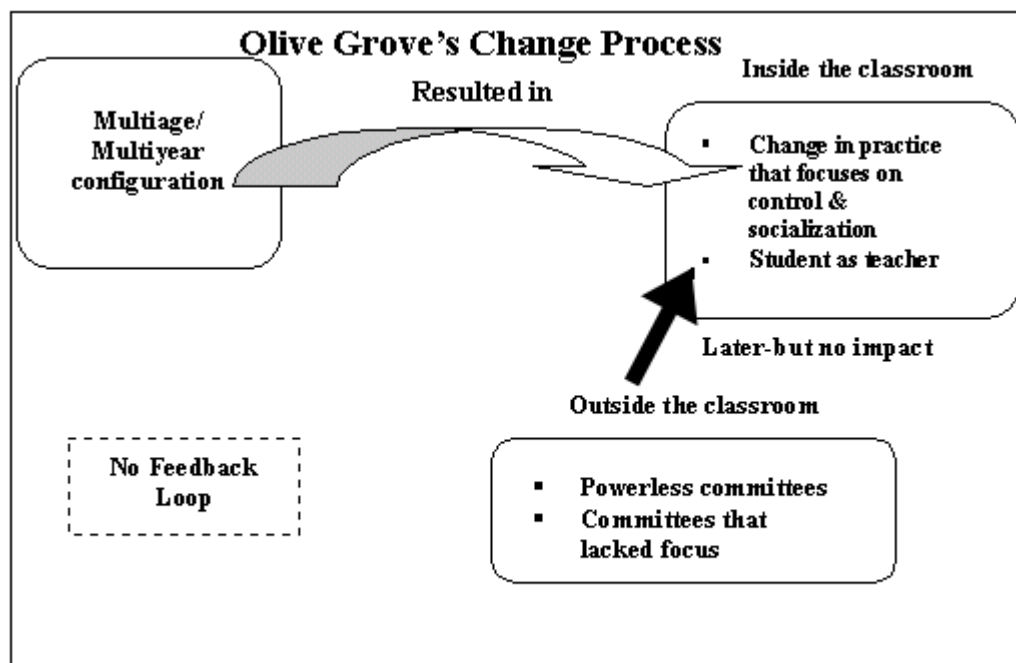 Olive Grove's Change Process
Resulted in
Multiage/
Multiyear
configuration
Inside the classroom
▪ Change in practice
that focuses on
control &
socialization
▪ Student as teacher
Later-but no impact
Outside the classroom
▪ Powerless committees
▪ Committees that
lacked focus
No Feedback
Loop